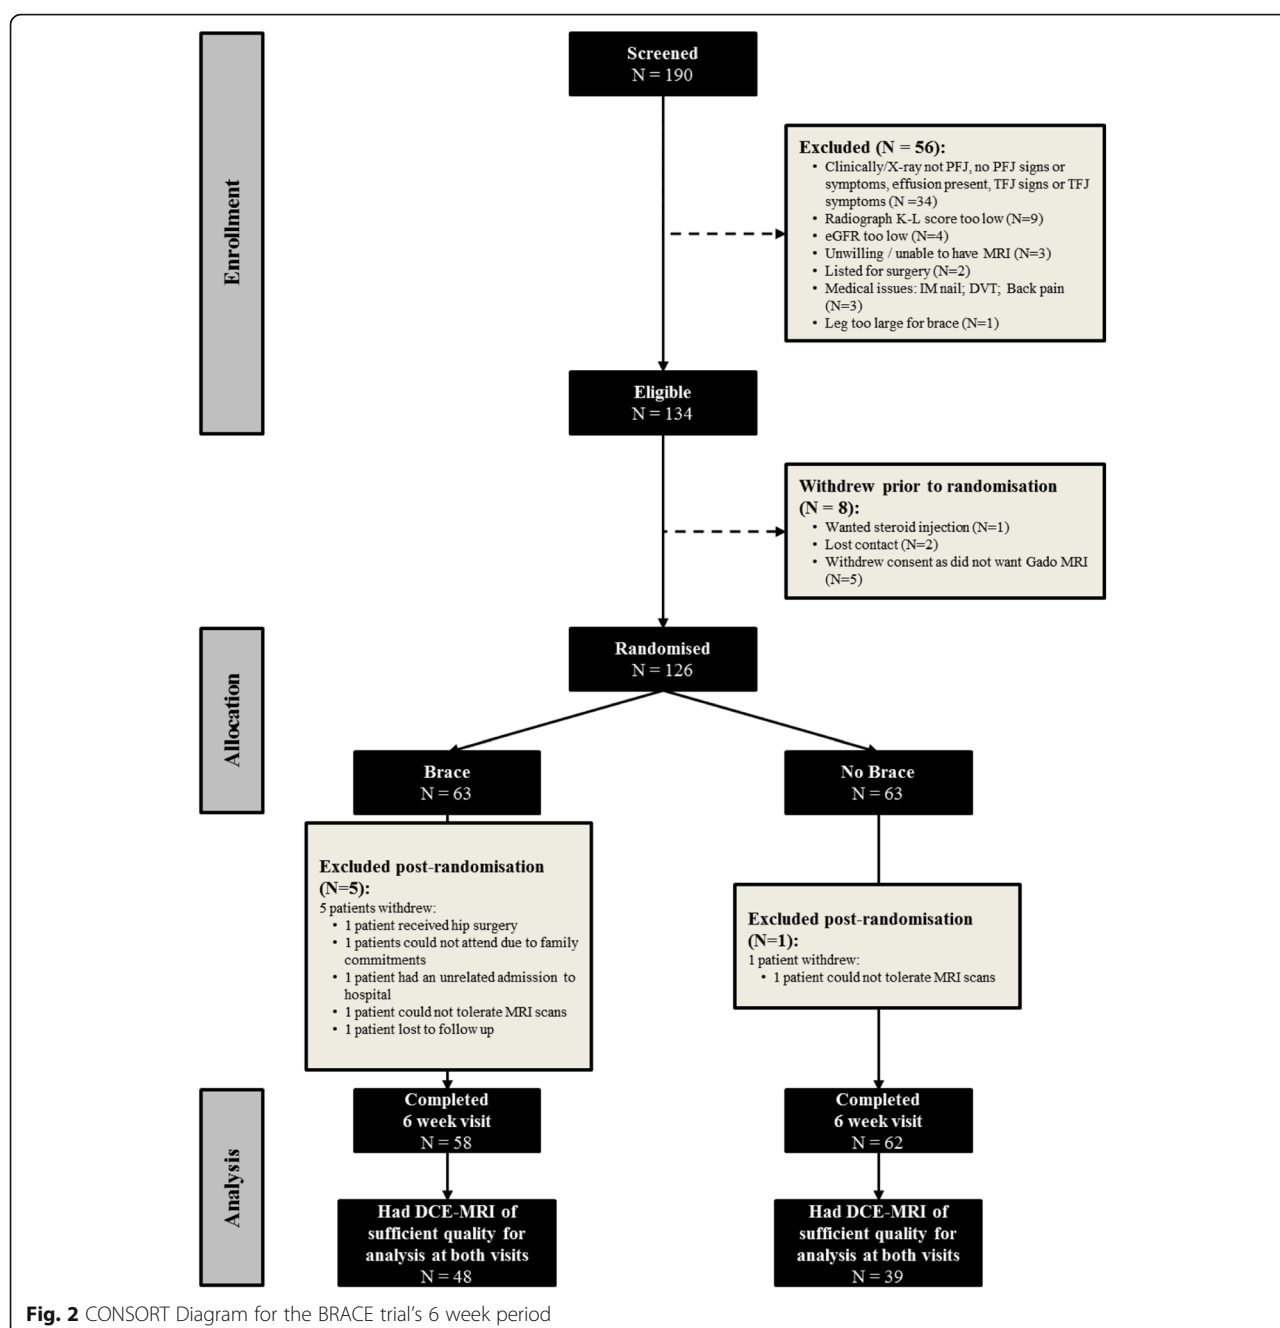 Enrollment
Screened
N = 190
Excluded (N = 56):
• Clinically/X-ray not PFJ, no PFJ signs or
symptoms, effusion present, TFJ signs or TFJ
symptoms (N =34)
• Radiograph K-L score too low (N=9)
• eGFR too low (N=4)
• Unwilling / unable to have MRI (N=3)
• Listed for surgery (N=2)
• Medical issues: IM nail; DVT; Back pain
(N=3)
• Leg too large for brace (N=1)
Eligible
N = 134
Withdrew prior to randomisation
(N = 8):
• Wanted steroid injection (N=1)
• Lost contact (N=2)
• Withdrew consent as did not want Gado MRI
(N=5)
Allocation
Randomised
N = 126
Brace
N = 63
No Brace
N = 63
Excluded post-randomisation
(N=5):
5 patients withdrew:
• 1 patient received hip surgery
• 1 patients could not attend due to family
commitments
• 1 patient had an unrelated admission to
hospital
• 1 patient could not tolerate MRI scans
• 1 patient lost to follow up
Excluded post-randomisation
(N=1):
1 patient withdrew:
• 1 patient could not tolerate MRI scans
Analysis
Completed
6 week visit
N = 58
Completed
6 week visit
N = 62
Had DCE-MRI of
sufficient quality for
analysis at both visits
N = 48
Had DCE-MRI of
sufficient quality for
analysis at both visits
N = 39
Fig. 2 CONSORT Diagram for the BRACE trial's 6 week period